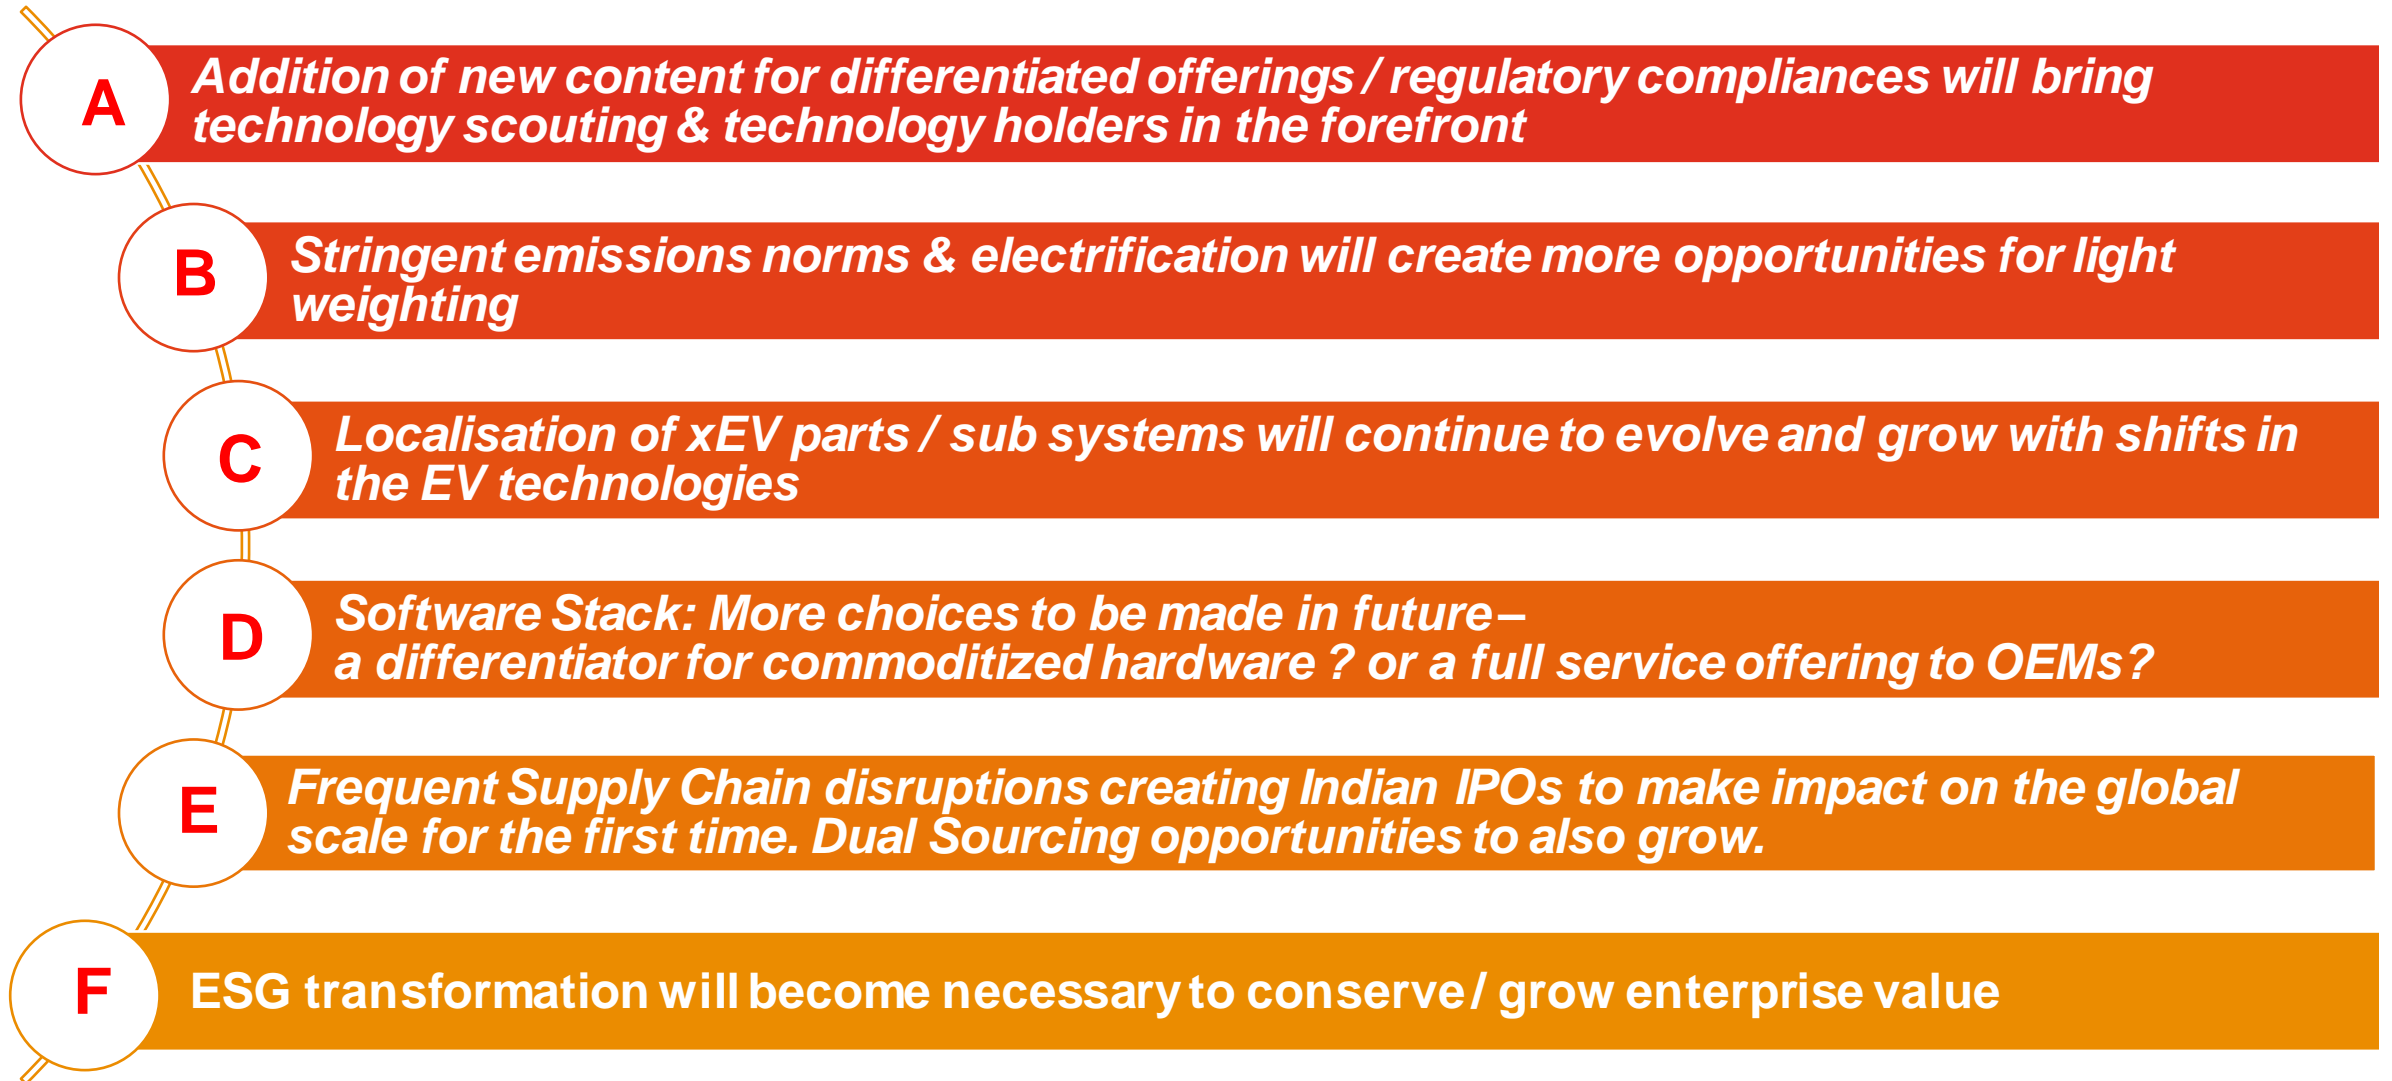 A
Addition of new content for differentiated offerings / regulatory compliances will bring
technology scouting & technology holders in the forefront
B
Stringent emissions norms & electrification will create more opportunities for light
weighting
C
Localisation of xEV parts / sub systems will continue to evolve and grow with shifts in
the EV technologies
D
Software Stack: More choices to be made in future –
a differentiator for commoditized hardware ? or a full service offering to OEMs?
E
Frequent Supply Chain disruptions creating Indian IPOs to make impact on the global
scale for the first time. Dual Sourcing opportunities to also grow.
F
ESG transformation will become necessary to conserve / grow enterprise value